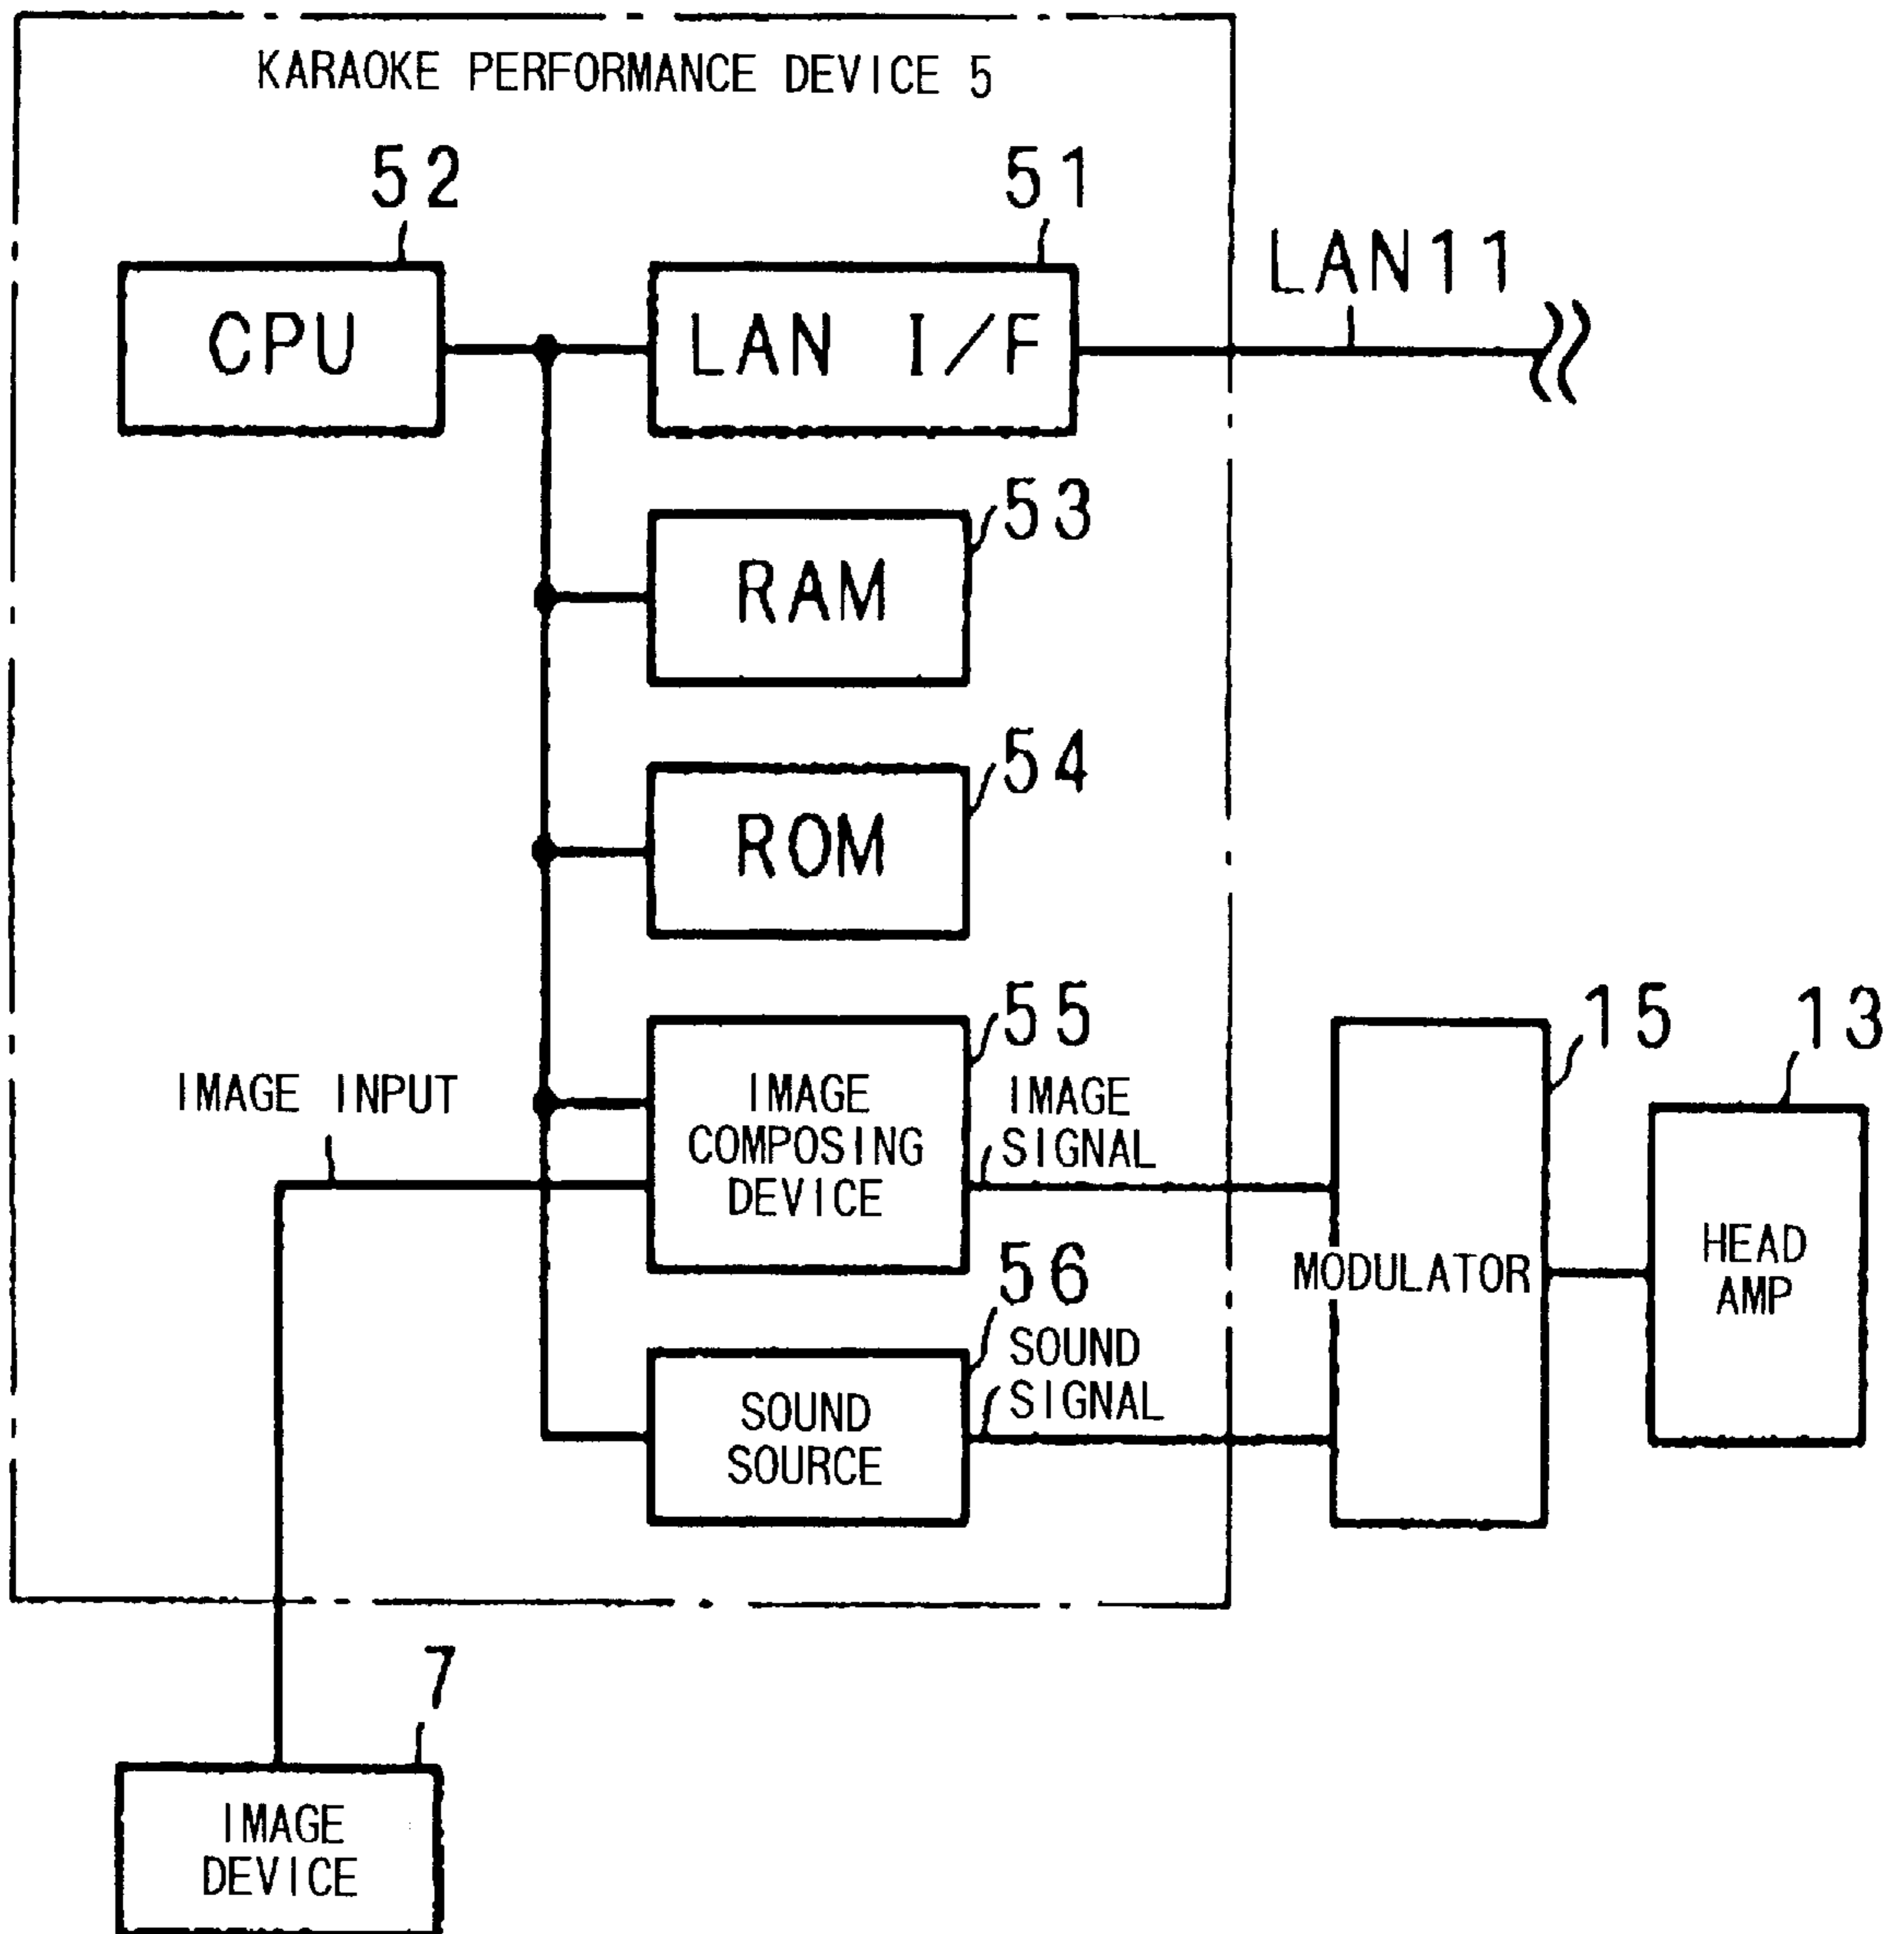 KARAOKE PERFORMANCE DEVICE 5
52
51
LAN11
CPU
LAN I/F
53
RAM
54
ROM
55
15
13
IMAGE INPUT
IMAGE
COMPOSING
DEVICE
IMAGE
SIGNAL
MODULATOR
HEAD
AMP
56
SOUND
SIGNAL
SOUND
SOURCE
7
IMAGE
DEVICE